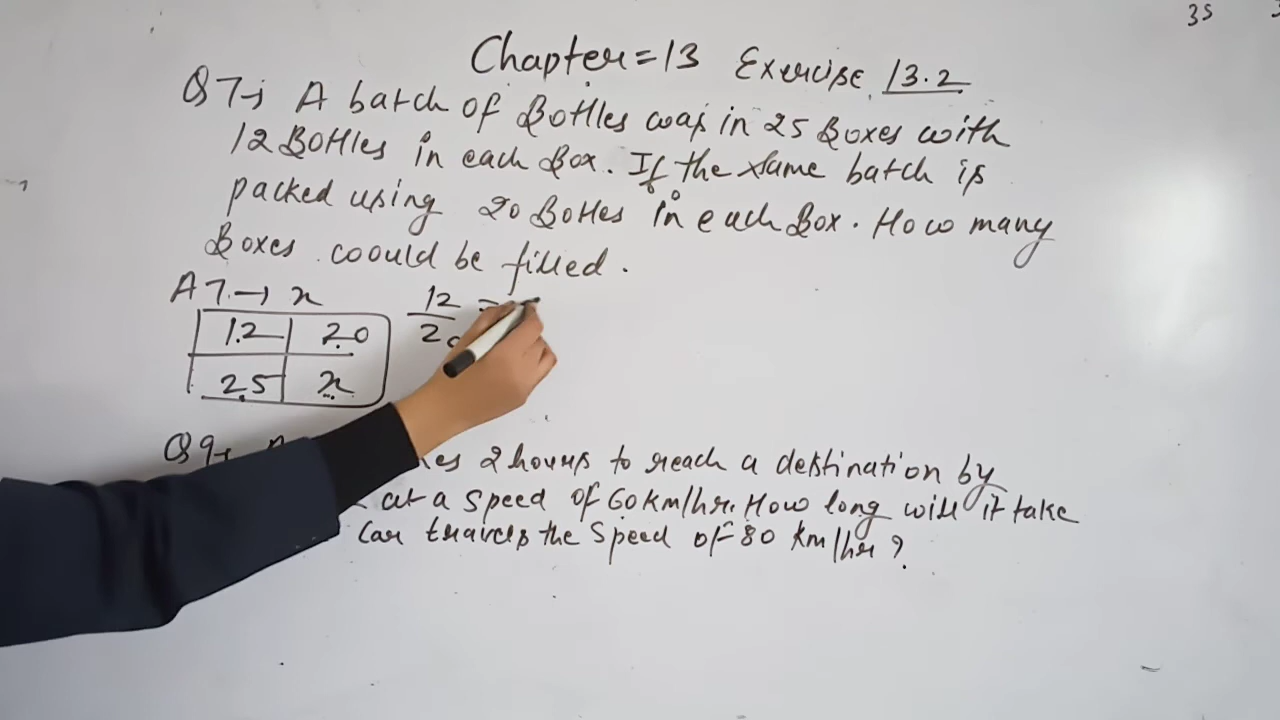 35
Chapter=13 Exercise 13.2
Q7→ A batch of Bottles was in 25 Boxes with
12 Bottles in each Box. If the same batch is
packed using 20 Bottles in each Box. How many
Boxes coould be filled.
A7.→ x
12 20
25 x
12/20 =
Q9→ 2 hours to reach a destination by
at a speed of 60 km/hr. How long will it take
Car travels the Speed of 80 km/hr ?